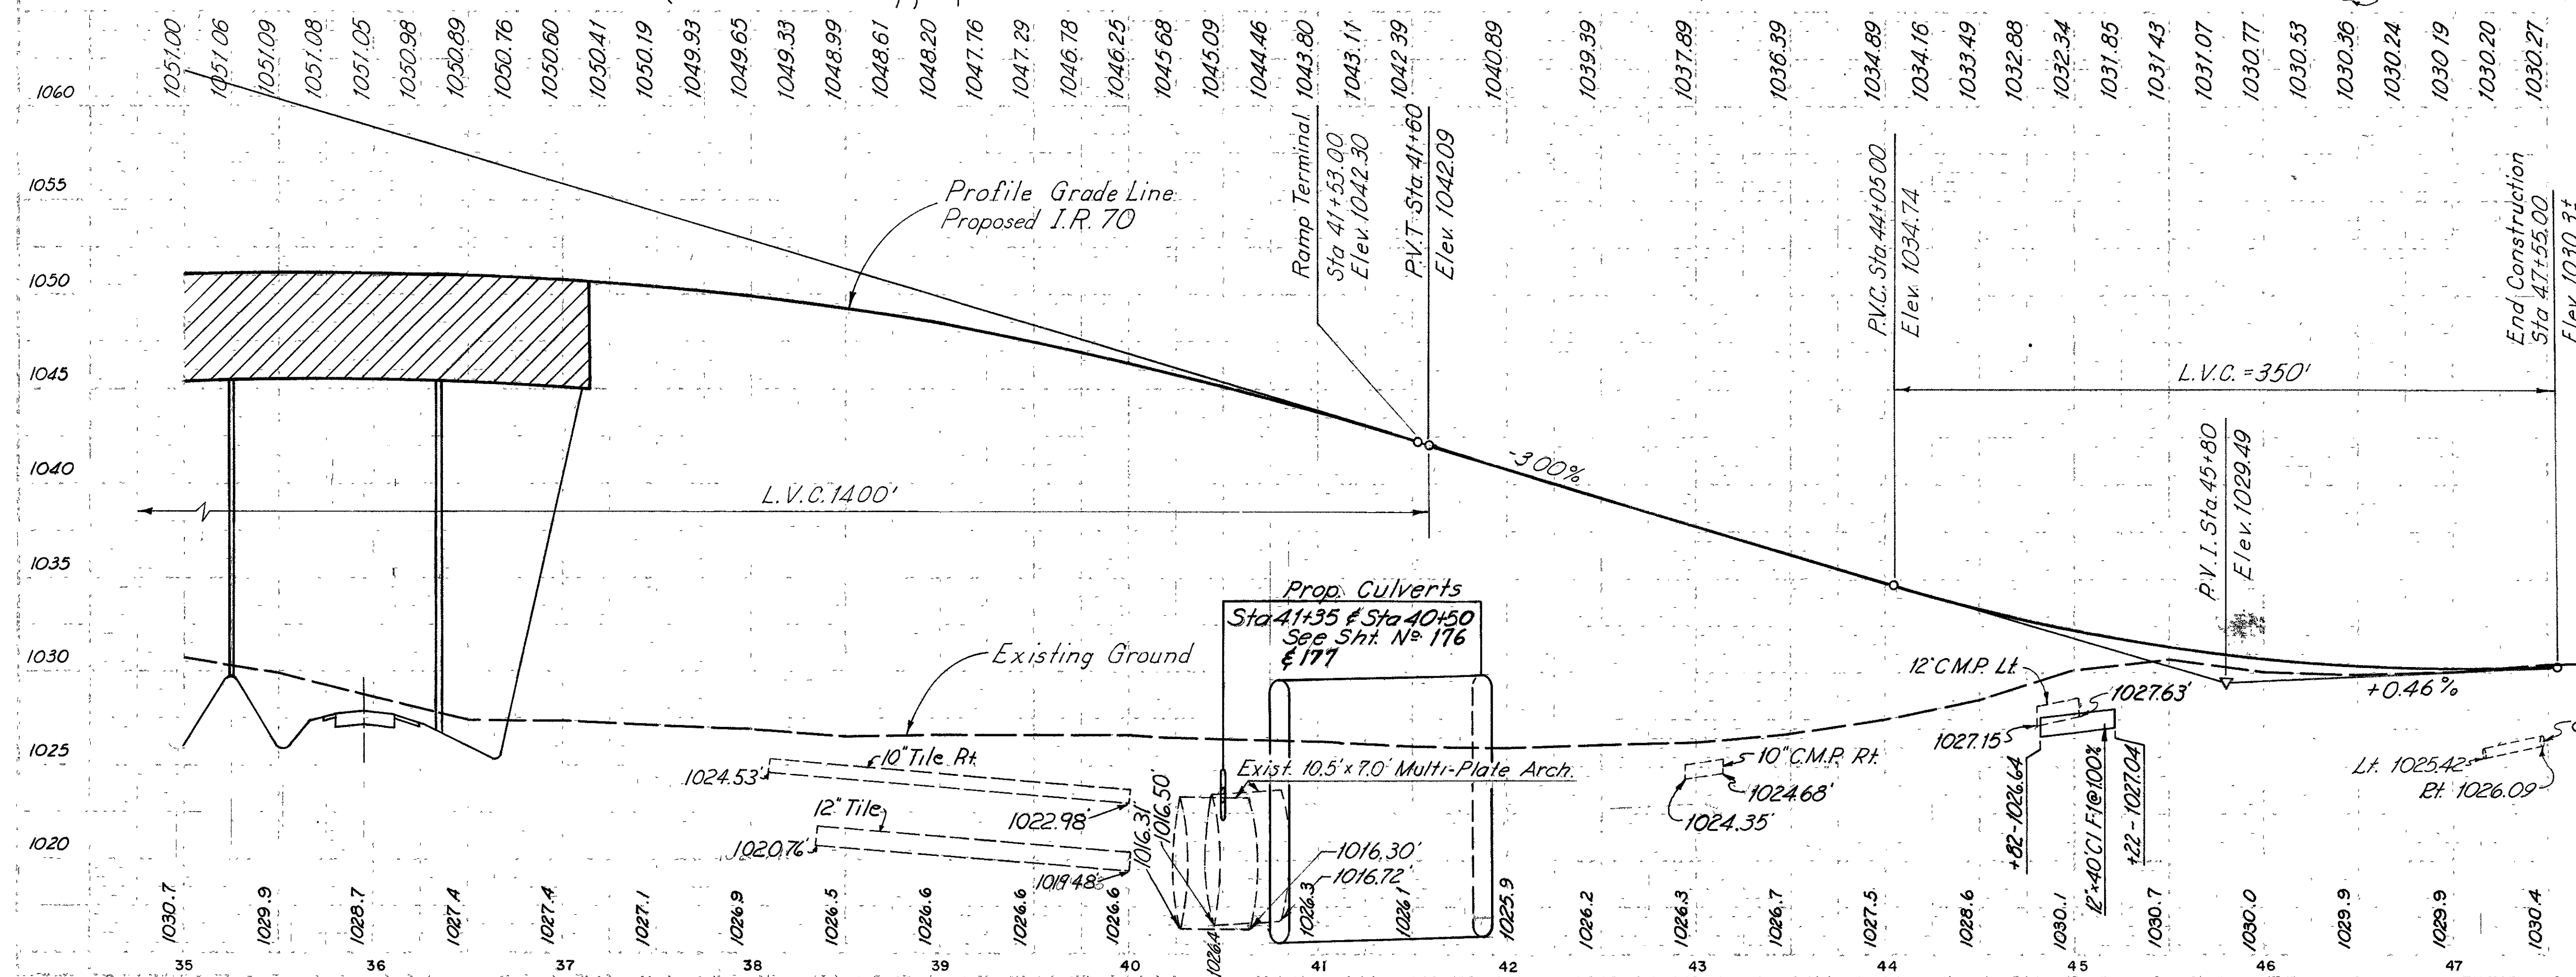 1051.00 1051.06 1051.09 1051.08 1051.05 1050.98 1050.89 1050.76 1050.60 1050.41 1050.19 1049.93 1049.65 1049.33 1048.99 1048.61 1048.20 1047.76 1047.29 1046.78 1046.25 1045.68 1045.09 1044.46 1043.80 1043.11 1042.39 1040.89 1039.39 1037.89 1036.39 1034.89 1034.16 1033.49 1032.88 1032.34 1031.85 1031.43 1031.07 1030.77 1030.53 1030.36 1030.24 1030.19 1030.20 1030.27
1060
1055
1050
1045
1040
1035
1030
1025
1020
Profile Grade Line
Proposed I.R. 70
Ramp Terminal
Sta 41+53.00
Elev. 1042.30
P.V.T. Sta. 41+60
Elev. 1042.09
P.V.C. Sta. 44+05.00
Elev. 1034.74
End Construction
Sta 47+55.00
Elev. 1030.3±
L.V.C. = 350'
L.V.C. 1400'
-3.00%
P.V.I. Sta. 45+80
Elev. 1029.49
+0.46%
Prop. Culverts
Sta 41+35 & Sta 40+50
See Sht. Nº 176
& 177
Existing Ground
12" C.M.P. Lt.
1027.63'
1027.15
10" Tile Rt.
1024.53'
1022.98'
12" Tile
1020.76'
1019.48
Exist. 10.5' x 7.0' Multi-Plate Arch.
1016.31'
1016.50'
1016.30'
1016.72'
10" C.M.P. Rt.
1024.68'
1024.35'
+82-1026.64
12"x40' Cl F-1@1.00%
+22-1027.04
Lt. 1025.42
Rt. 1026.09
1030.7 1029.9 1028.7 1027.4 1027.4 1027.1 1026.9 1026.5 1026.6 1026.6 1026.6 1026.4 1026.3 1026.1 1025.9 1026.2 1026.3 1026.7 1027.5 1028.6 1030.1 1030.7 1030.0 1029.9 1029.9 1030.4
35 36 37 38 39 40 41 42 43 44 45 46 47